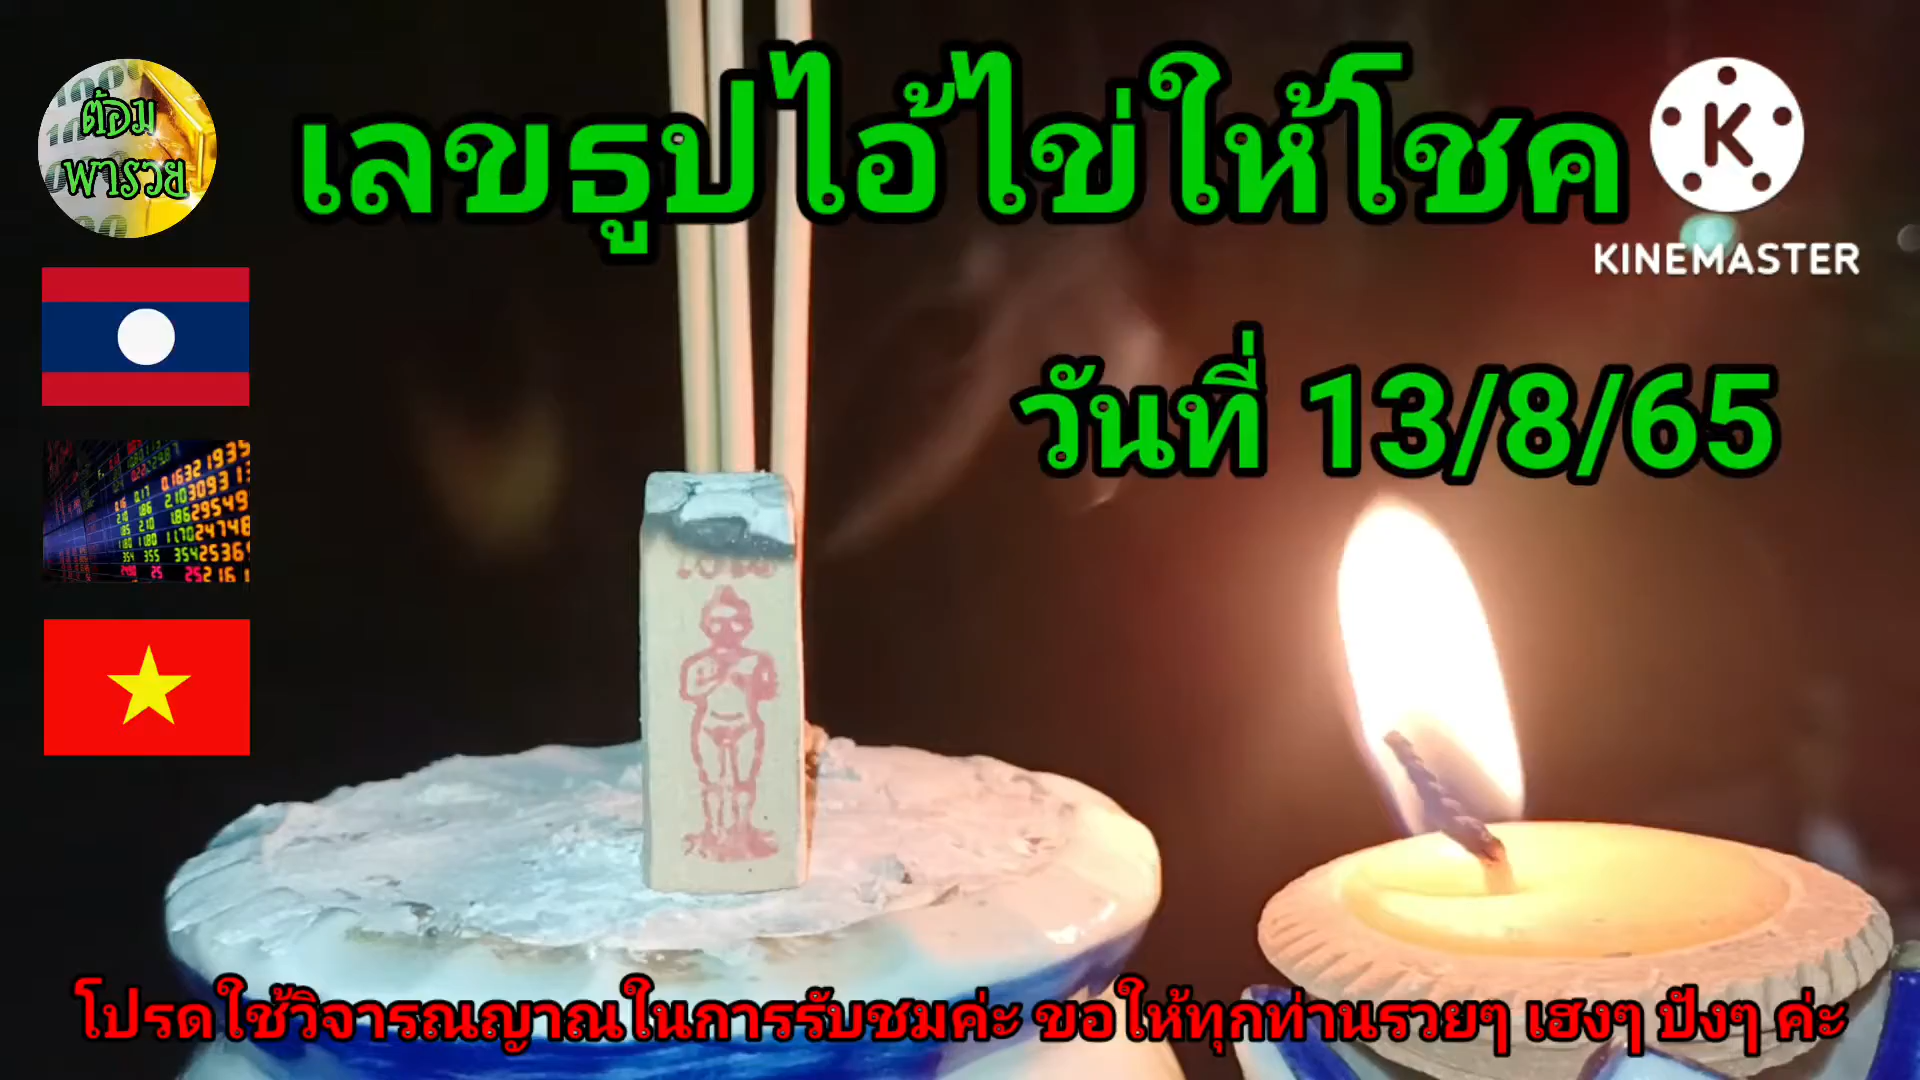 เลขธูปไอ้ไข่ให้โชค
ต้อม
พารวย
K
KINEMASTER
วันที่ 13/8/65
โปรดใช้วิจารณญาณในการรับชมค่ะ ขอให้ทุกท่านรวยๆ เฮงๆ ปังๆ ค่ะ